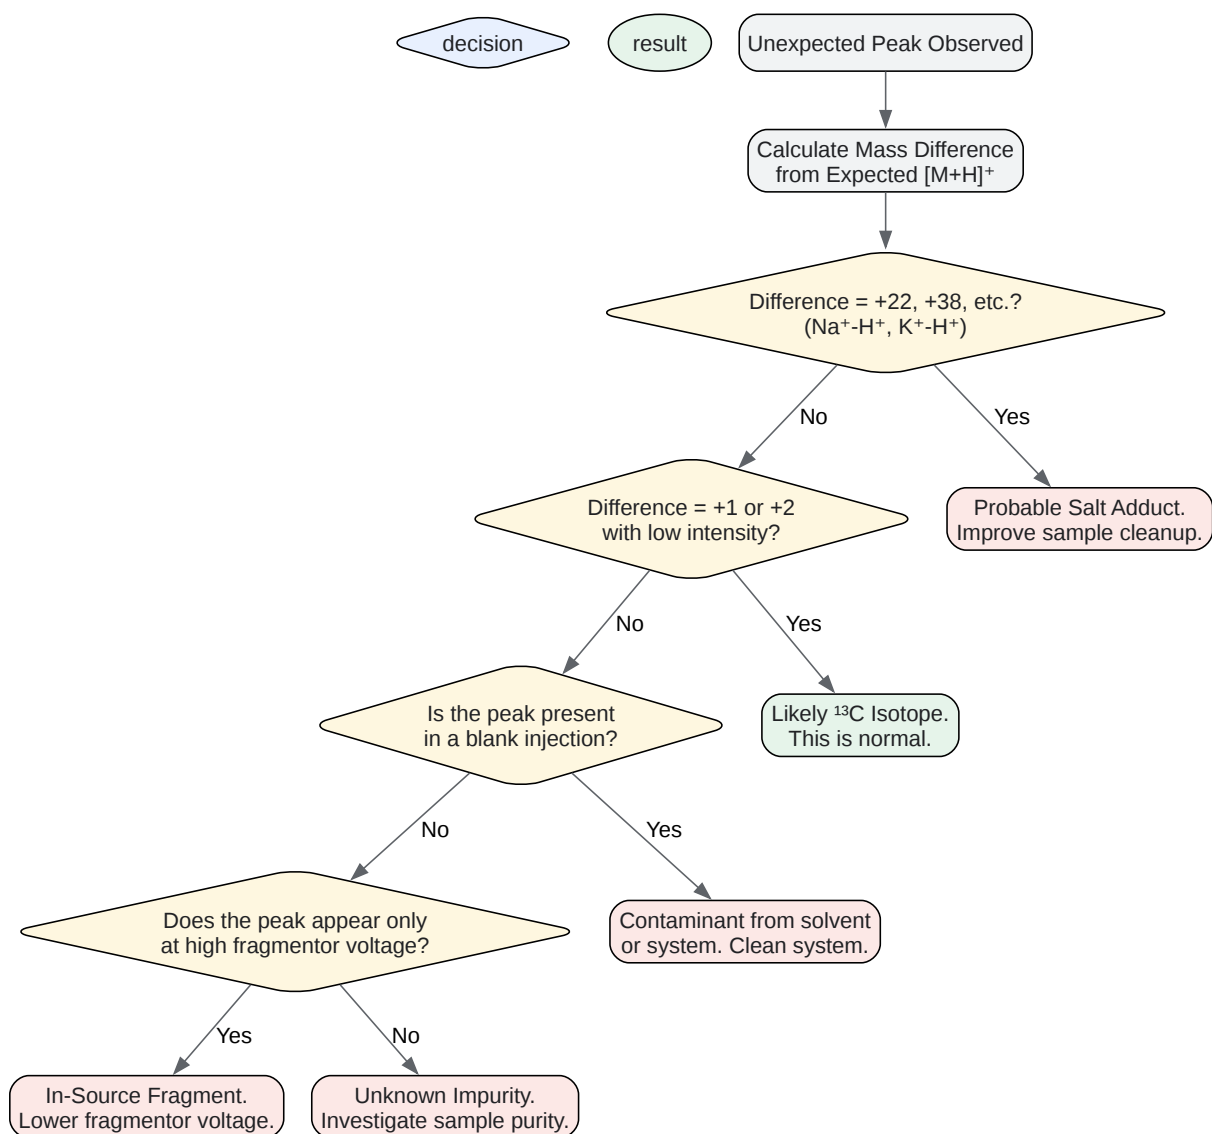 decision
result
Unexpected Peak Observed
Calculate Mass Difference
from Expected [M+H]⁺
Difference = +22, +38, etc.?
(Na⁺-H⁺, K⁺-H⁺)
No
Yes
Difference = +1 or +2
with low intensity?
Probable Salt Adduct.
Improve sample cleanup.
No
Yes
Is the peak present
in a blank injection?
Likely ¹³C Isotope.
This is normal.
No
Yes
Does the peak appear only
at high fragmentor voltage?
Contaminant from solvent
or system. Clean system.
Yes
No
In-Source Fragment.
Lower fragmentor voltage.
Unknown Impurity.
Investigate sample purity.